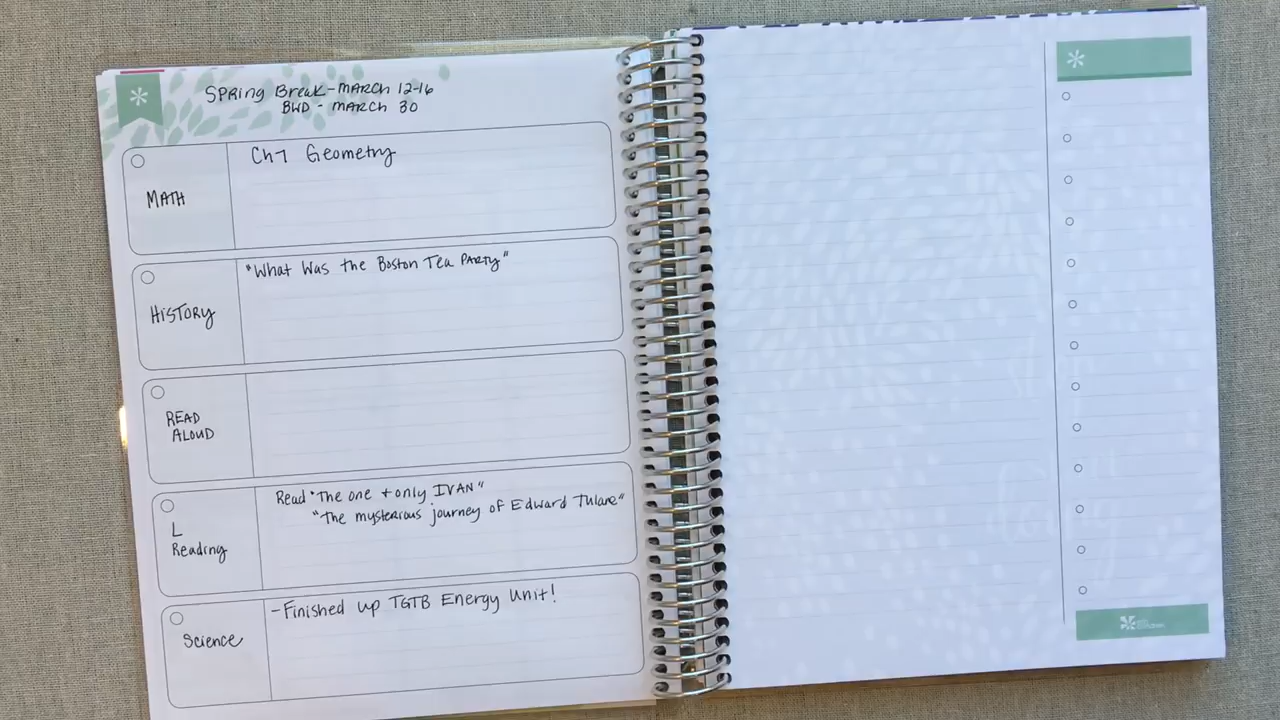 Spring Break - March 12-16
BWD - March 30
Math
Ch 7 Geometry
History
"What Was the Boston Tea Party"
Read
Aloud
L
Reading
Read "The one + only IVAN"
"The mysterious journey of Edward Tulane"
Science
- Finished up TGTB Energy Unit!